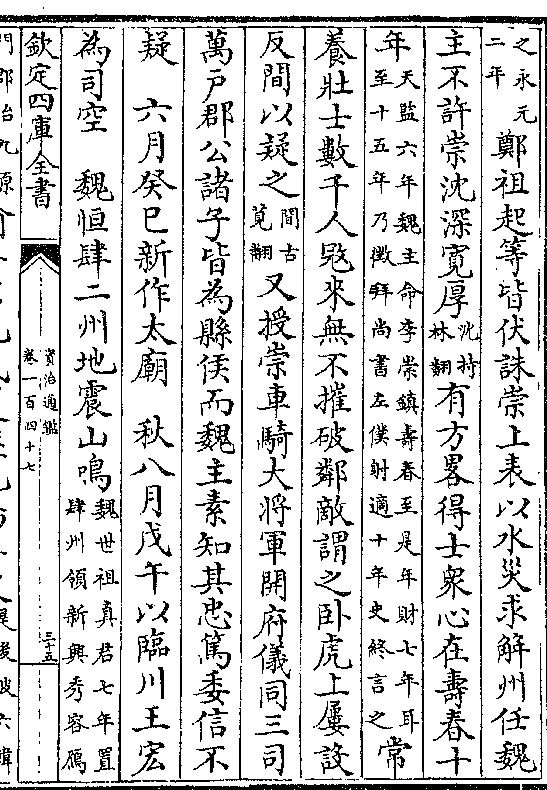 之永元二年鄭祖起等皆伏誅崇上表以水災求解州任魏
主不許崇沈深寛厚沈持林翻有方畧得士衆心在壽春十
年天監六年魏主命李崇鎮壽春至是年財七年耳至十五年乃徴拜尚書左僕射適十年史終言之常
養壯士數千人冦來無不摧破鄰敵謂之卧虎上屢設
反間以疑之間古莧翻又授崇車騎大將軍開府儀同三司
萬戸郡公諸子皆為縣侯而魏主素知其忠篤委信不
疑　六月癸巳新作太廟　秋八月戊午以臨川王宏
為司空　魏恒肆二州地震山鳴魏世祖真君七年置肆州領新興秀容鴈
欽定四庫全書
資治通鑑
卷一百四十七
三十五
門郡治九原